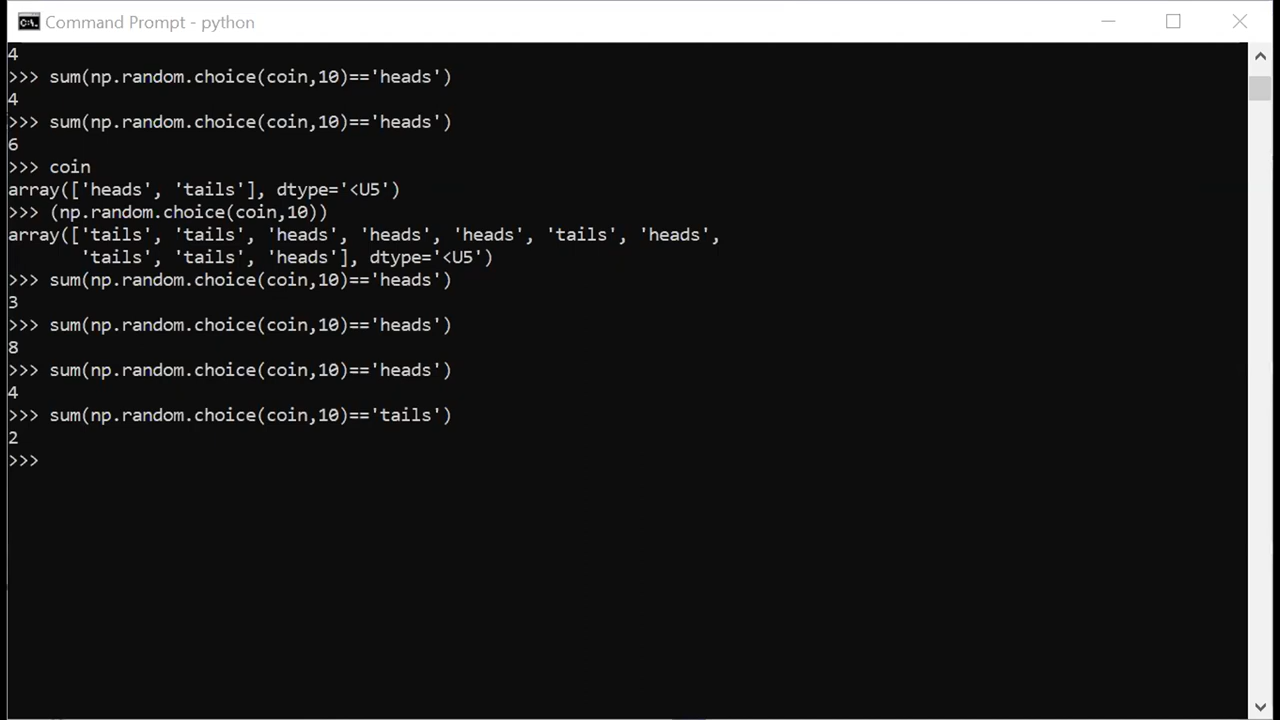 Command Prompt - python
4
>>> sum(np.random.choice(coin,10)=='heads')
4
>>> sum(np.random.choice(coin,10)=='heads')
6
>>> coin
array(['heads', 'tails'], dtype='<U5')
>>> (np.random.choice(coin,10))
array(['tails', 'tails', 'heads', 'heads', 'heads', 'tails', 'heads',
       'tails', 'tails', 'heads'], dtype='<U5')
>>> sum(np.random.choice(coin,10)=='heads')
3
>>> sum(np.random.choice(coin,10)=='heads')
8
>>> sum(np.random.choice(coin,10)=='heads')
4
>>> sum(np.random.choice(coin,10)=='tails')
2
>>>